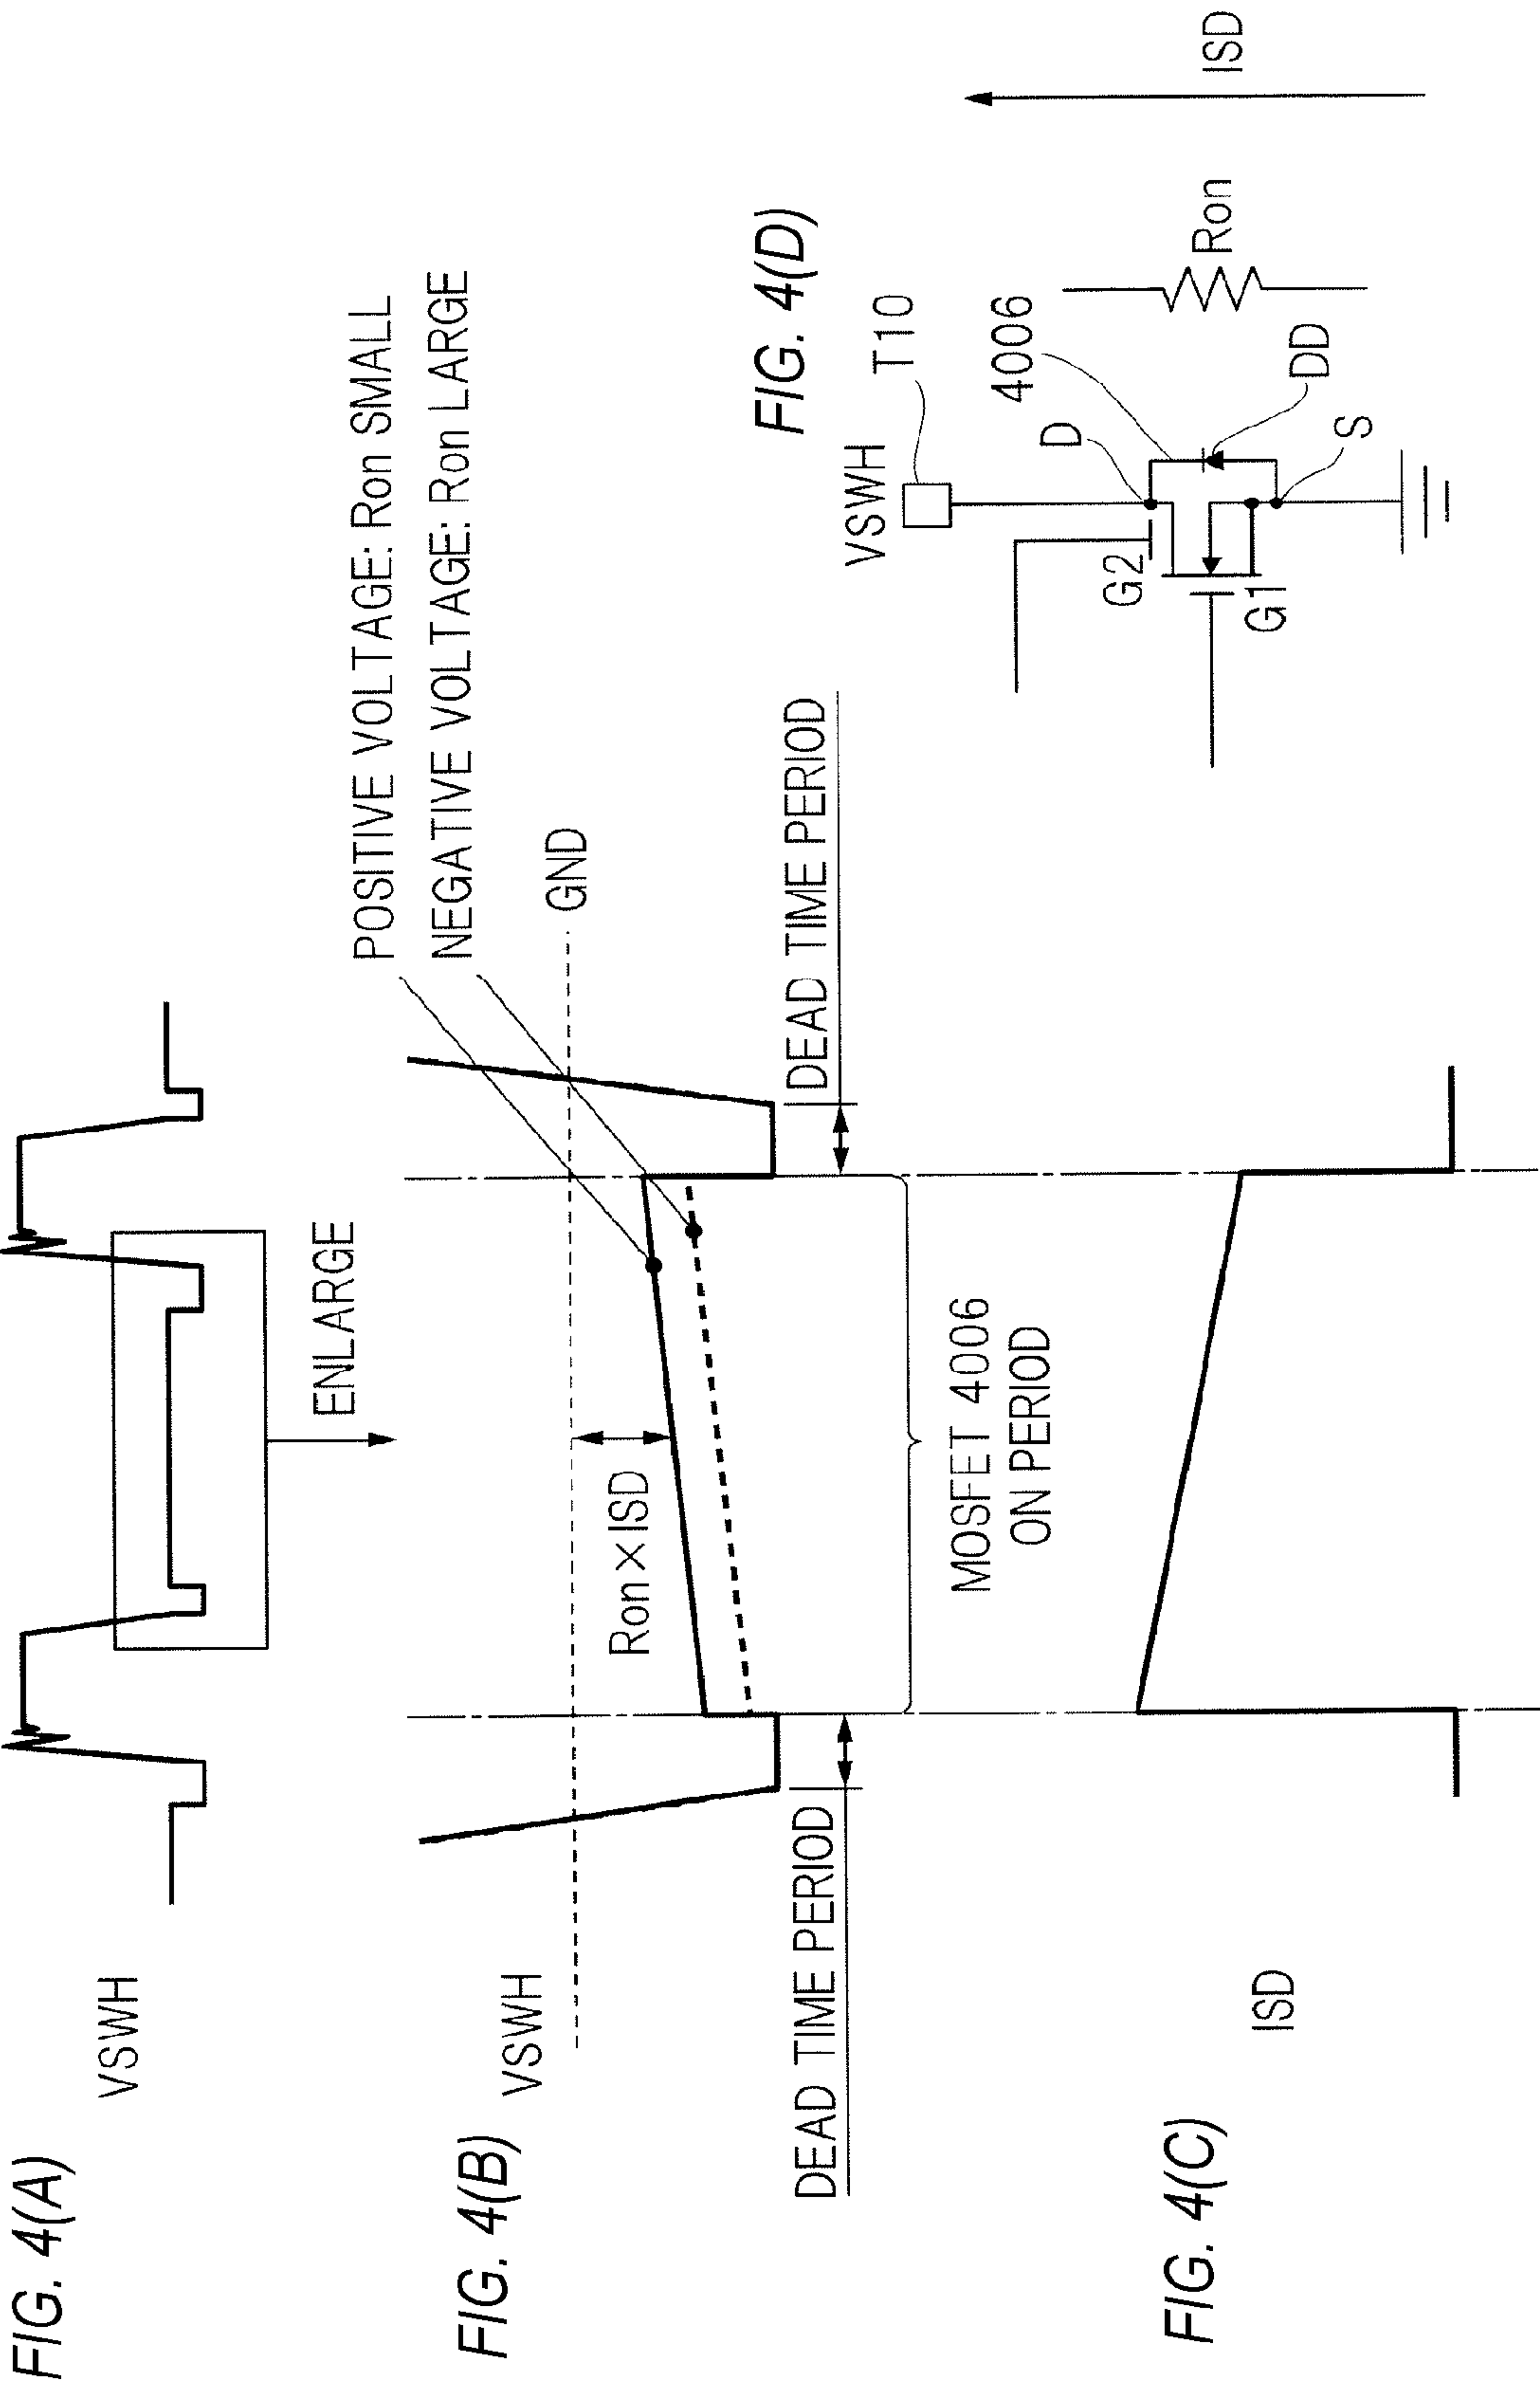 FIG. 4(A)
VSWH
ENLARGE
FIG. 4(B)
VSWH
POSITIVE VOLTAGE: Ron SMALL
NEGATIVE VOLTAGE: Ron LARGE
GND
Ron×ISD
DEAD TIME PERIOD
DEAD TIME PERIOD
MOSFET 4006
ON PERIOD
FIG. 4(C)
ISD
FIG. 4(D)
VSWH
T10
D
4006
G2
DD
G1
S
Ron
ISD